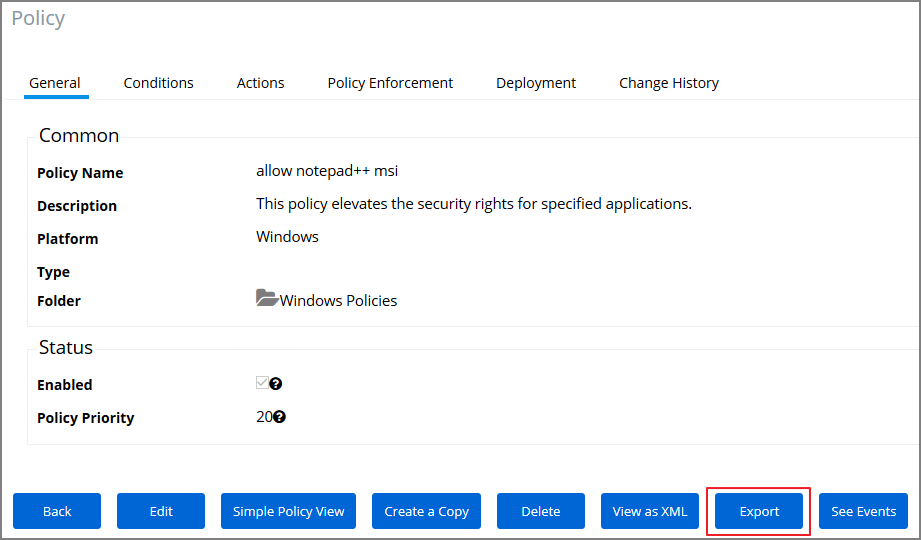 Policy
General Conditions Actions Policy Enforcement Deployment Change History
Common
Policy Name allow notepad++ msi
Description This policy elevates the security rights for specified applications.
Platform Windows
Type
Folder Windows Policies
Status
Enabled ?
Policy Priority 20 ?
Back Edit Simple Policy View Create a Copy Delete View as XML Export See Events